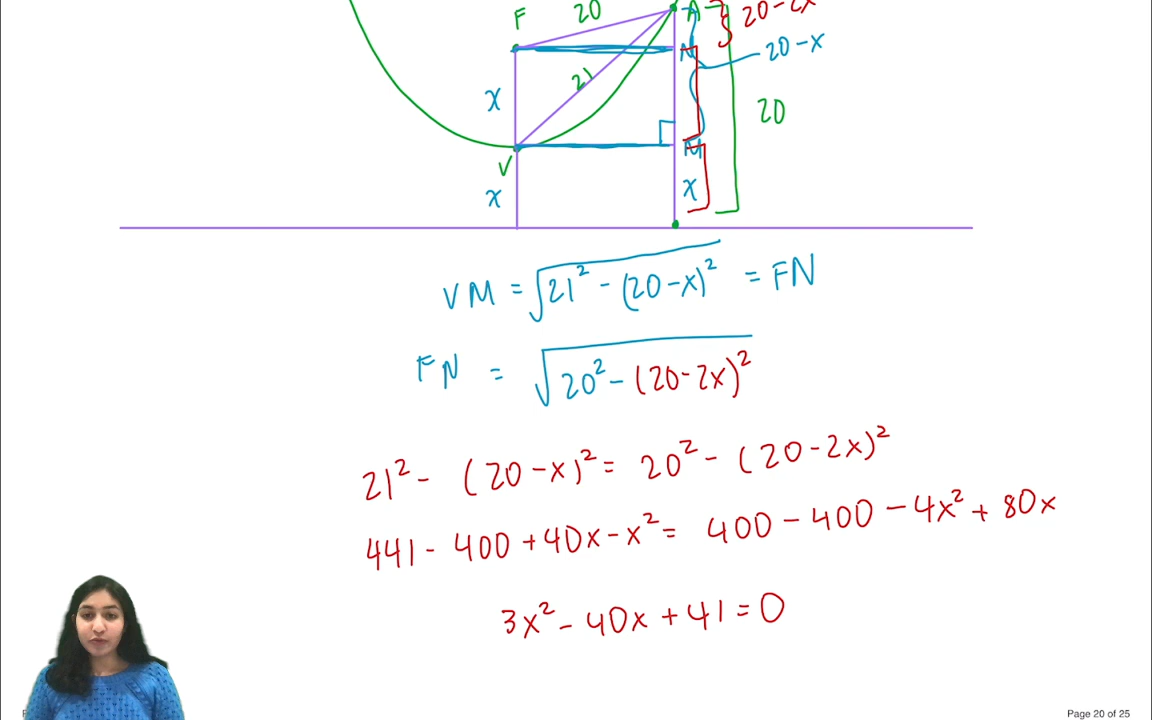 F 20 A 20-2x
N 20-x
x 21 20
V M
x x
VM = √21² - (20-x)² = FN
FN = √20² - (20-2x)²
21² - (20-x)² = 20² - (20-2x)²
441 - 400 + 40x - x² = 400 - 400 - 4x² + 80x
3x² - 40x + 41 = 0
Page 20 of 25